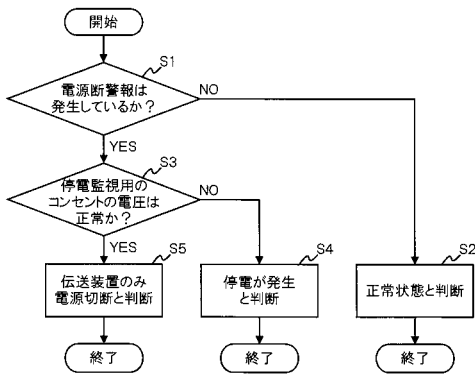 開始
S1
電源断警報は
発生しているか？
NO
YES
S3
停電監視用の
コンセントの電圧は
正常か？
NO
YES
S5
伝送装置のみ
電源切断と判断
S4
停電が発生
と判断
S2
正常状態と判断
終了
終了
終了